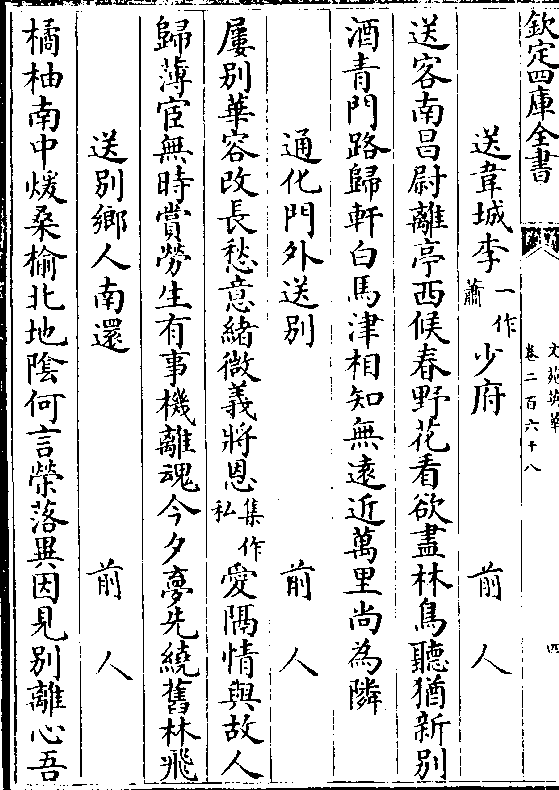 欽定四庫全書
文苑英華
卷二百六十八
四
送韋城李一作蕭少府　前人
送客南昌尉離亭西候春野花看欲盡林鳥聽猶新別
酒青門路歸軒白馬津相知無遠近萬里尚為隣
通化門外送別　前人
屢別華容改長愁意緒微義將恩集作私愛隔情與故人
歸薄宦無時賞勞生有事機離魂今夕夢先繞舊林飛
送別鄉人南還　前人
橘柚南中煖桑榆北地陰何言榮落異因見別離心吾